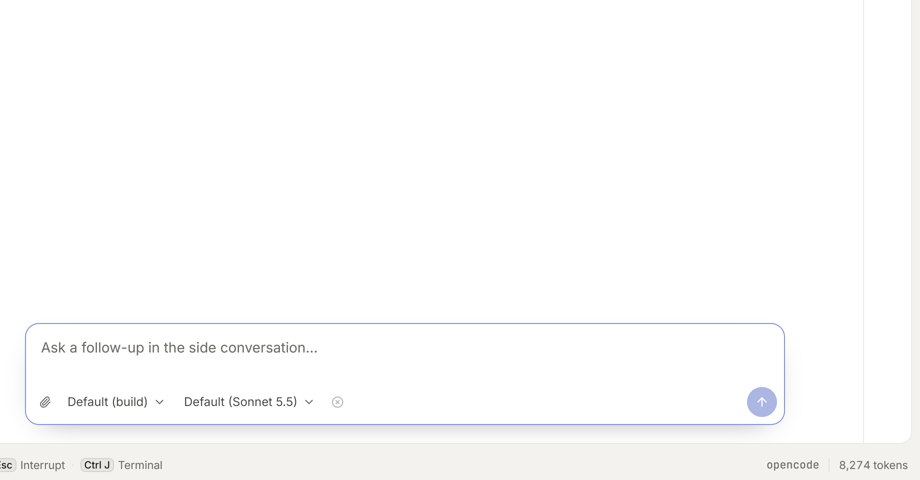 Ask a follow-up in the side conversation...
Default (build) Default (Sonnet 5.5)
sc Interrupt · Ctrl J Terminal opencode 8,274 tokens